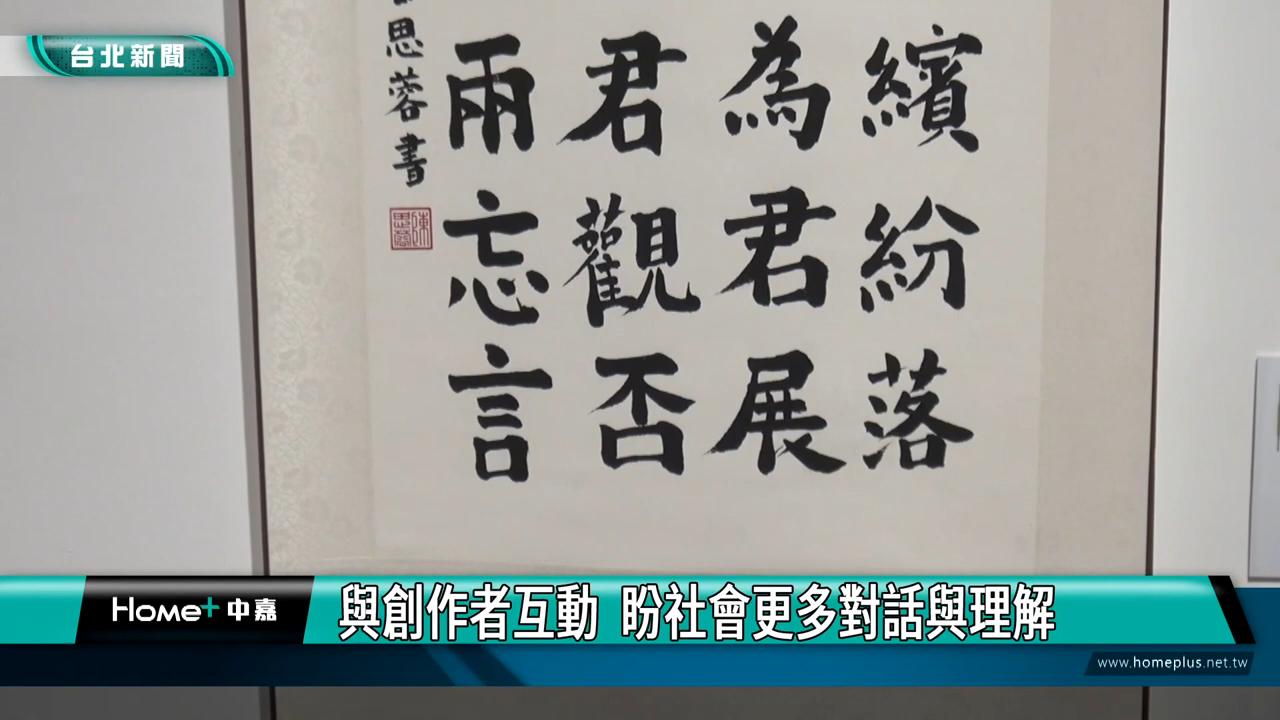 台北新聞
繽紛落
為君展
君觀否
兩忘言
思蓉書
Home+中嘉
與創作者互動 盼社會更多對話與理解
www.homeplus.net.tw